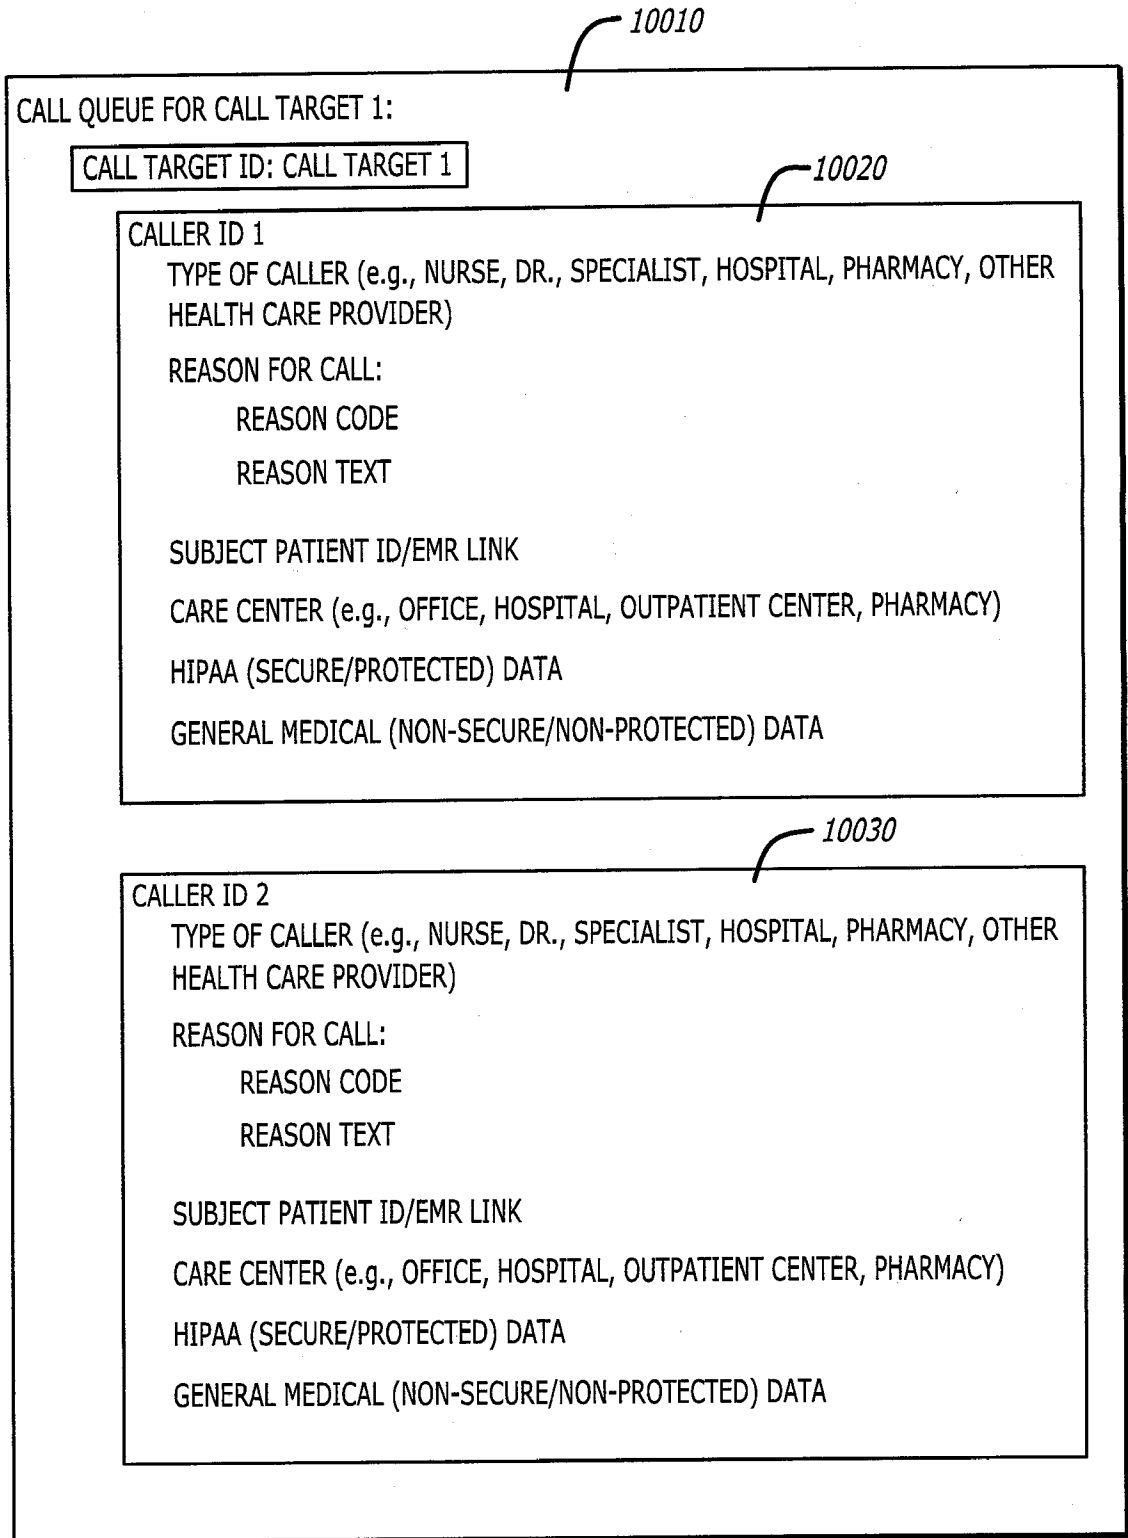 10010
CALL QUEUE FOR CALL TARGET 1:
CALL TARGET ID: CALL TARGET 1
10020
CALLER ID 1
TYPE OF CALLER (e.g., NURSE, DR., SPECIALIST, HOSPITAL, PHARMACY, OTHER
HEALTH CARE PROVIDER)
REASON FOR CALL:
REASON CODE
REASON TEXT
SUBJECT PATIENT ID/EMR LINK
CARE CENTER (e.g., OFFICE, HOSPITAL, OUTPATIENT CENTER, PHARMACY)
HIPAA (SECURE/PROTECTED) DATA
GENERAL MEDICAL (NON-SECURE/NON-PROTECTED) DATA
10030
CALLER ID 2
TYPE OF CALLER (e.g., NURSE, DR., SPECIALIST, HOSPITAL, PHARMACY, OTHER
HEALTH CARE PROVIDER)
REASON FOR CALL:
REASON CODE
REASON TEXT
SUBJECT PATIENT ID/EMR LINK
CARE CENTER (e.g., OFFICE, HOSPITAL, OUTPATIENT CENTER, PHARMACY)
HIPAA (SECURE/PROTECTED) DATA
GENERAL MEDICAL (NON-SECURE/NON-PROTECTED) DATA